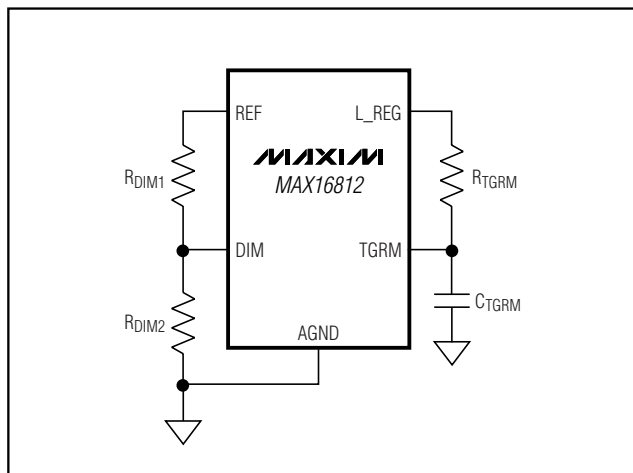 REF
L_REG
MAXIM
MAX16812
RDIM1
RTGRM
DIM
TGRM
RDIM2
CTGRM
AGND